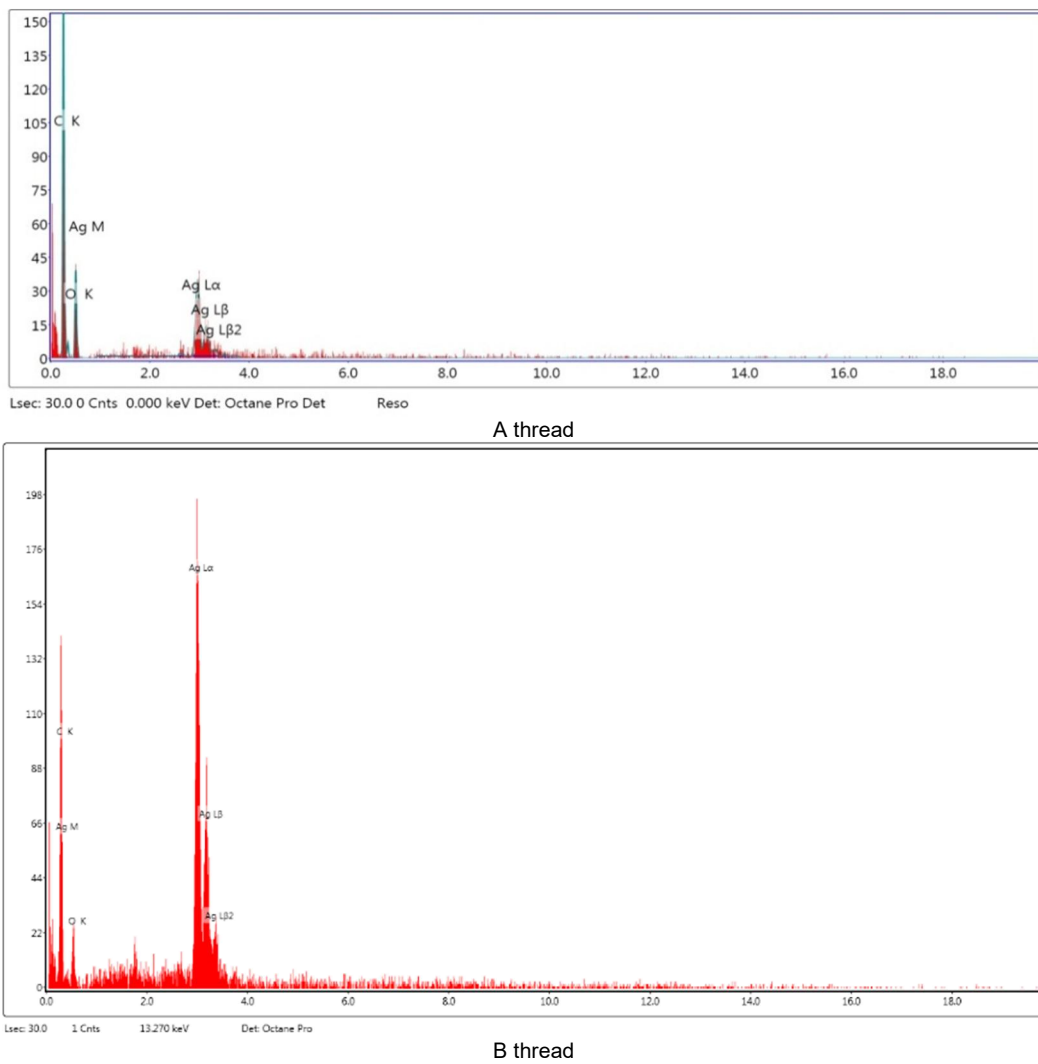 150
135
120
105
C K
90
75
60
Ag M
45
30
Ag Lα
O K
Ag Lβ
15
Ag Lβ2
0
0.0 2.0 4.0 6.0 8.0 10.0 12.0 14.0 16.0 18.0
Lsec: 30.0 0 Cnts 0.000 keV Det: Octane Pro Det Reso
A thread
198
176
Ag Lα
154
132
110
C K
88
Ag Lβ
66
Ag M
44
Ag Lβ2
O K
22
0
0.0 2.0 4.0 6.0 8.0 10.0 12.0 14.0 16.0 18.0
Lsec: 30.0 1 Cnts 13.270 keV Det: Octane Pro
B thread